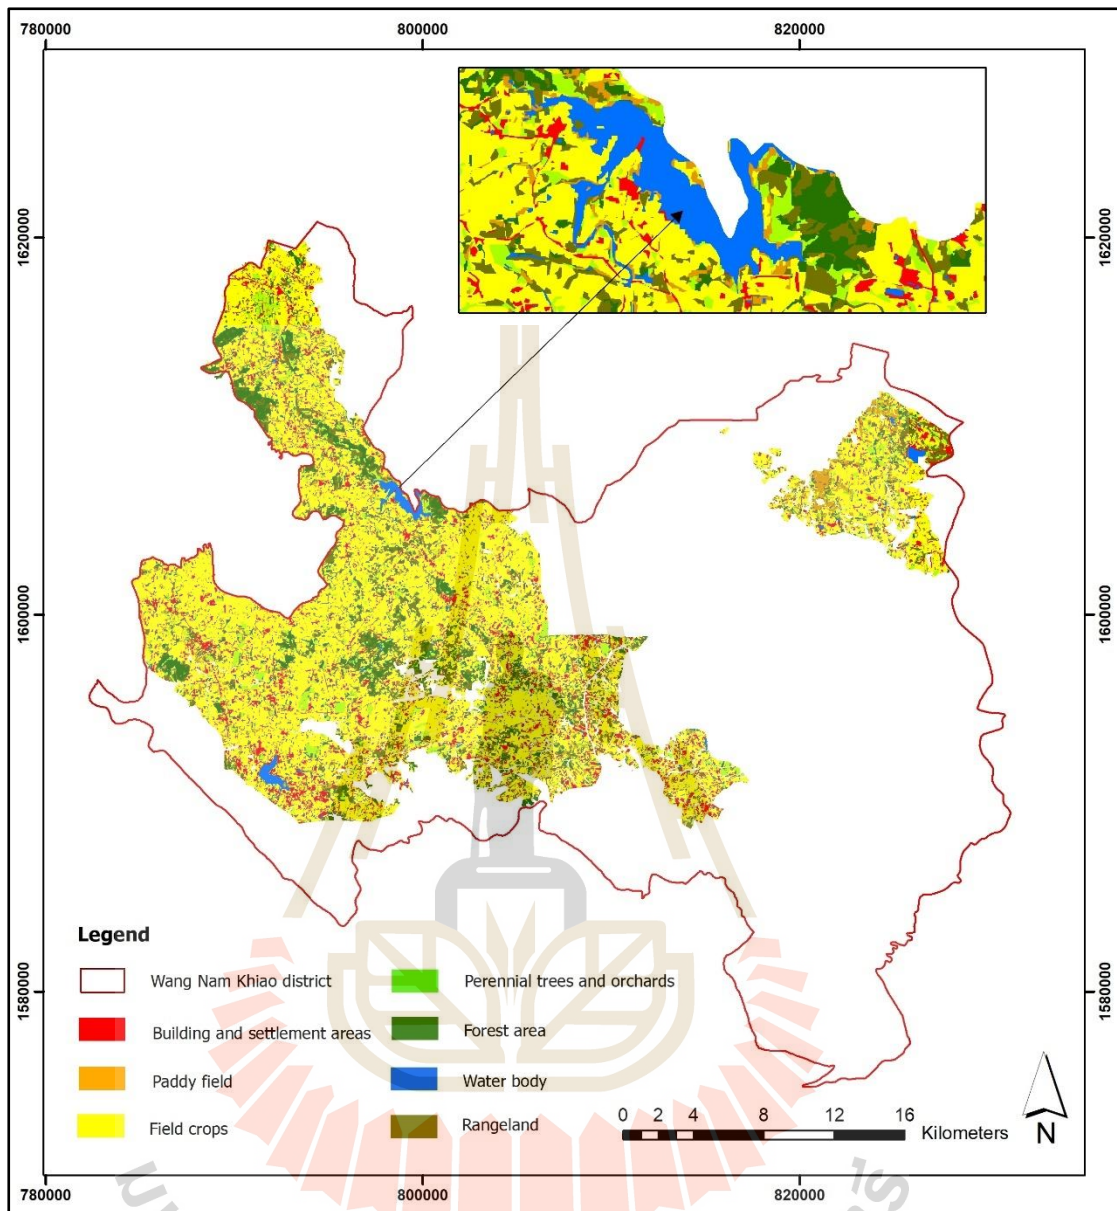 780000 800000 820000
1620000 1620000
1600000 1600000
Legend
Wang Nam Khiao district
Perennial trees and orchards
Building and settlement areas
Forest area
Paddy field
Water body
Field crops
Rangeland
0 2 4 8 12 16
Kilometers
N
1580000 1580000
780000 800000 820000